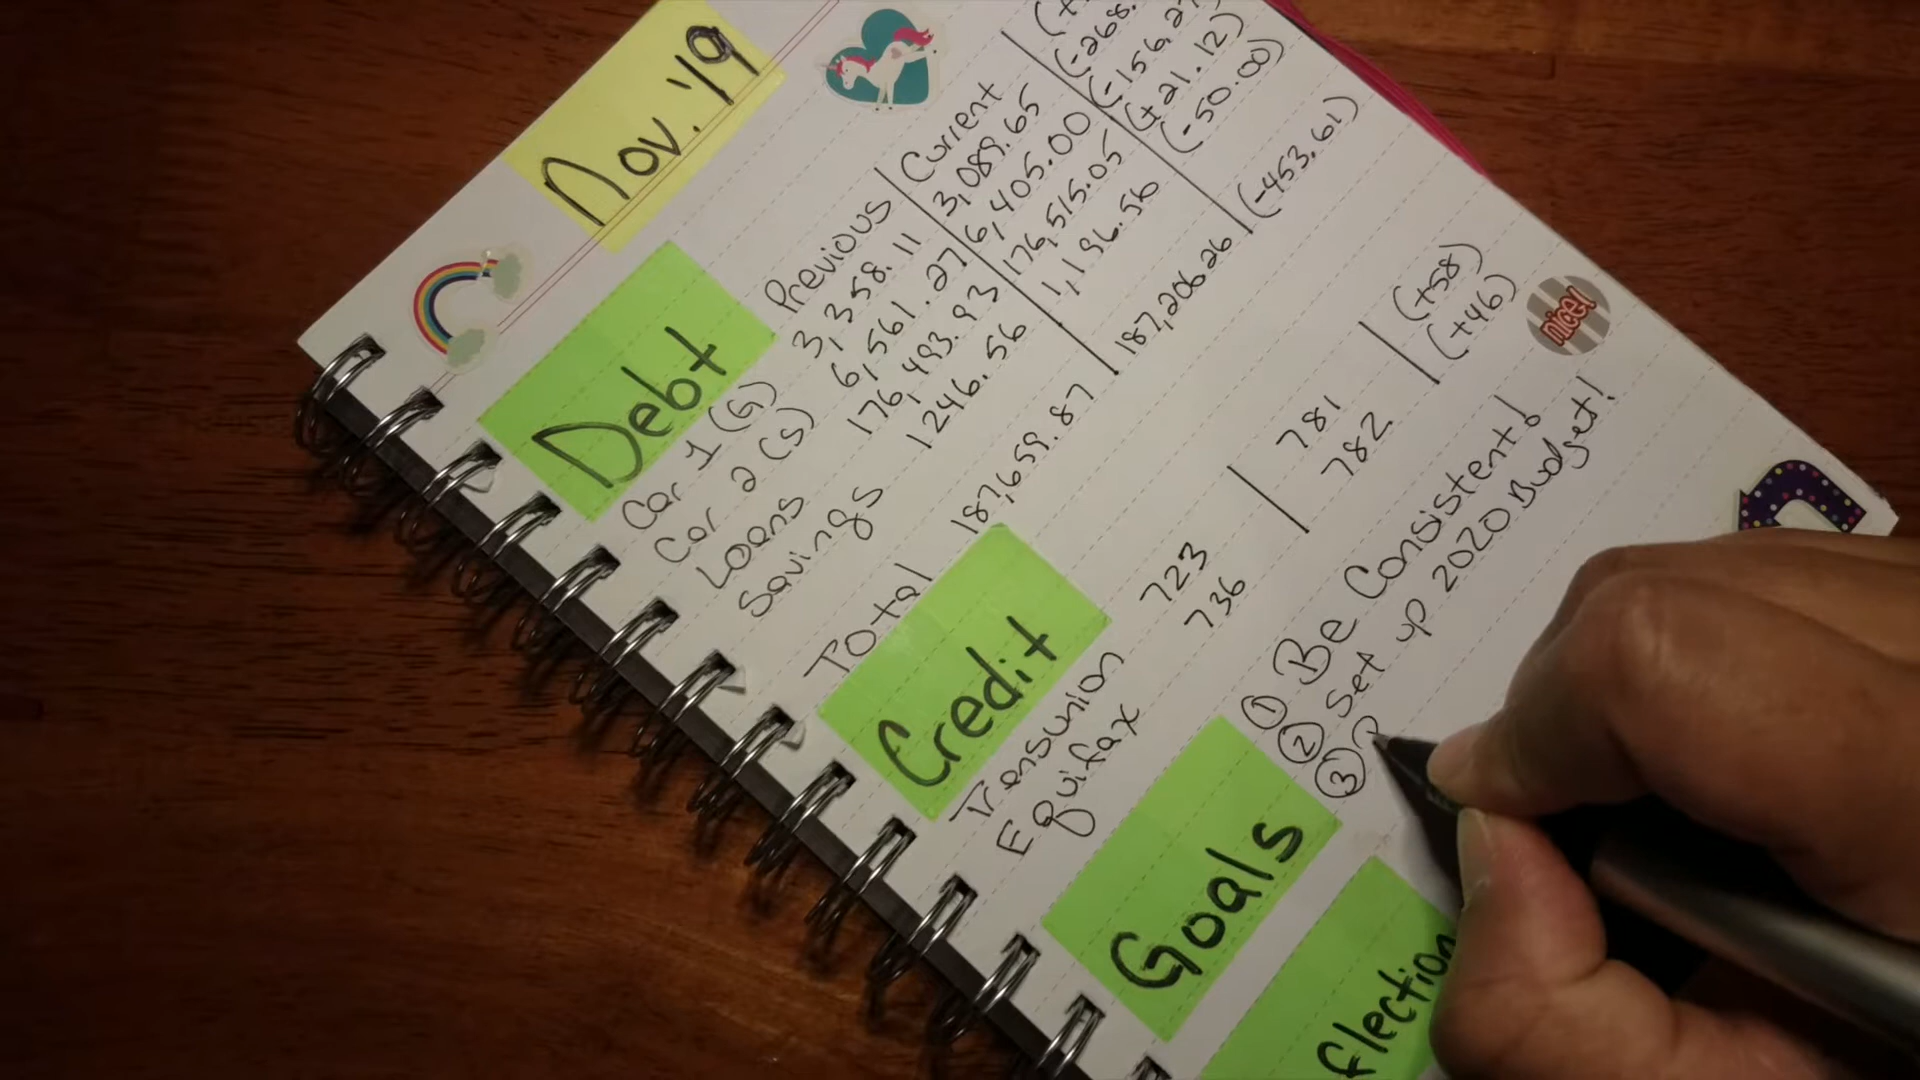 Nov. '19
Debt
Previous | Current
Car 1 (G) 3,358.11 3,089.65 (-268.
Car 2 (S) 6,561.27 6,405.00 (-156.27
Loans 176,493.93 176,515.05 (+21.12)
Savings 1246.56 1,196.56 (-50.00)
Total 187,659.87 | 187,206.26 | (-453.61)
Credit
Transunion 723 | 781 | (+58)
Equifax 736 782 (+46)
nice!
Goals
① Be Consistent!
② Set up 2020 Budget!
③
flection